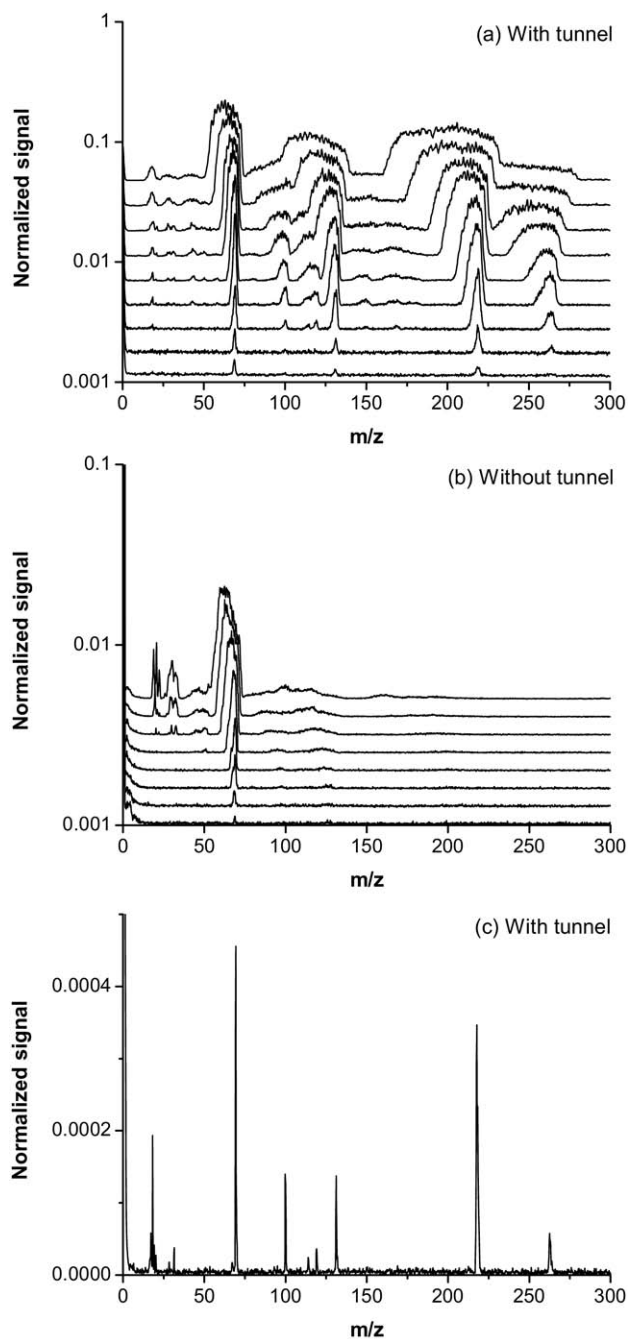 (a) With tunnel
1
0.1
0.01
0.001
Normalized signal
0 50 100 150 200 250 300
m/z
(b) Without tunnel
0.1
0.01
0.001
Normalized signal
0 50 100 150 200 250 300
m/z
(c) With tunnel
0.0004
0.0002
0.0000
Normalized signal
0 50 100 150 200 250 300
m/z